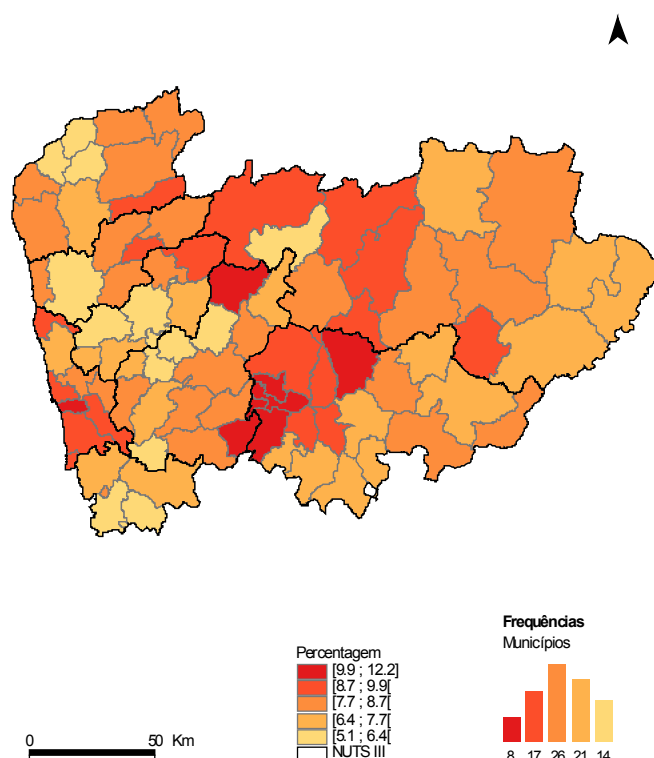 Frequências
Municípios
Percentagem
[9.9 ; 12.2]
[8.7 ; 9.9[
[7.7 ; 8.7[
[6.4 ; 7.7[
[5.1 ; 6.4[
NUTS III
0 50 Km
8 17 26 21 14